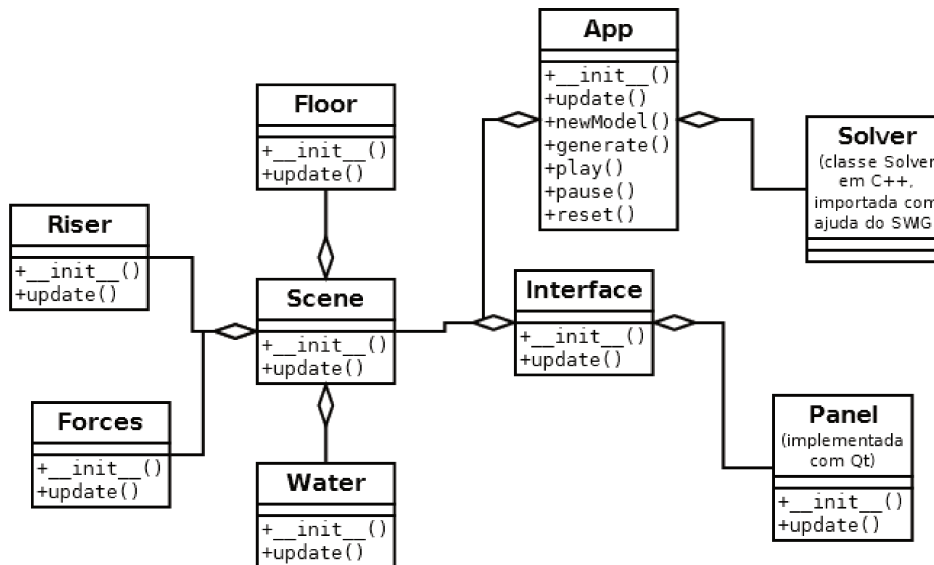 App
+__init__()
+update()
+newModel()
+generate()
+play()
+pause()
+reset()
Floor
+__init__()
+update()
Solver
(classe Solver
em C++,
importada com
ajuda do SWIG)
Riser
+__init__()
+update()
Scene
+__init__()
+update()
Interface
+__init__()
+update()
Forces
+__init__()
+update()
Panel
(implementada
com Qt)
+__init__()
+update()
Water
+__init__()
+update()